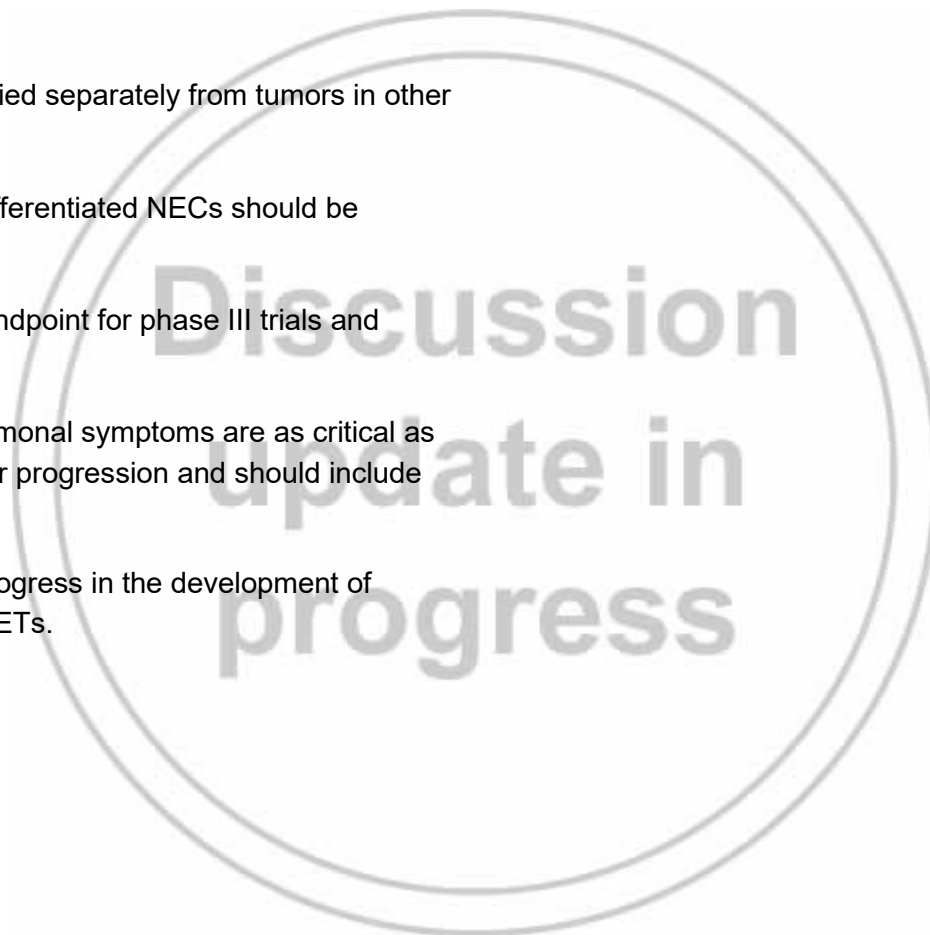 ied separately from tumors in other
fferentiated NECs should be
ndpoint for phase III trials and
monal symptoms are as critical as
r progression and should include
ogress in the development of
ETs.
Discussion
update in
progress